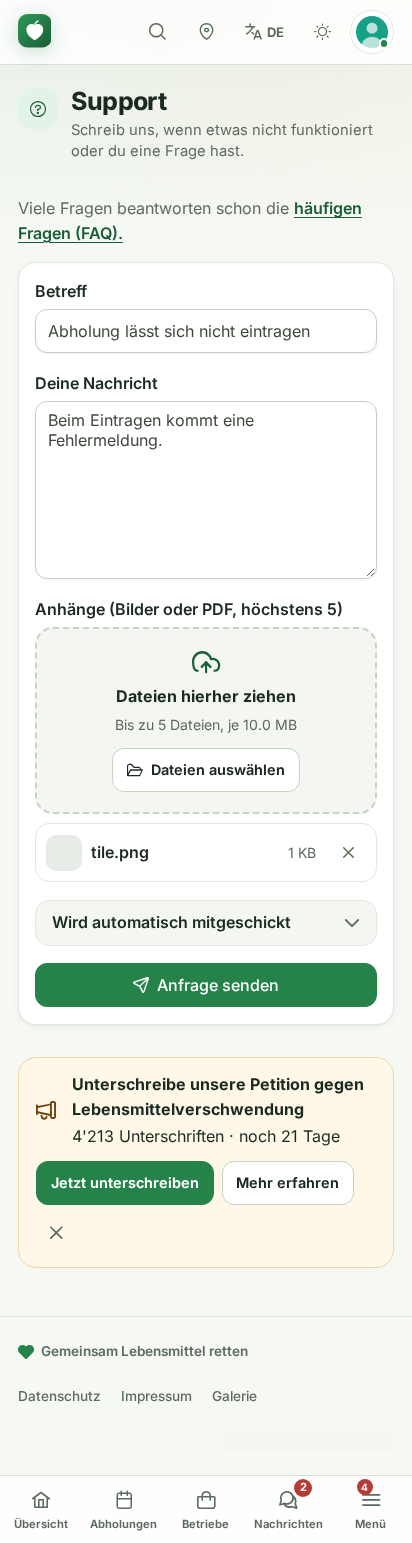 DE
Support
Schreib uns, wenn etwas nicht funktioniert
oder du eine Frage hast.
Viele Fragen beantworten schon die häufigen
Fragen (FAQ).
Betreff
Abholung lässt sich nicht eintragen
Deine Nachricht
Beim Eintragen kommt eine
Fehlermeldung.
Anhänge (Bilder oder PDF, höchstens 5)
Dateien hierher ziehen
Bis zu 5 Dateien, je 10.0 MB
Dateien auswählen
tile.png 1 KB
Wird automatisch mitgeschickt
Anfrage senden
Unterschreibe unsere Petition gegen
Lebensmittelverschwendung
4'213 Unterschriften · noch 21 Tage
Jetzt unterschreiben Mehr erfahren
Gemeinsam Lebensmittel retten
Datenschutz Impressum Galerie
2 4
Übersicht Abholungen Betriebe Nachrichten Menü